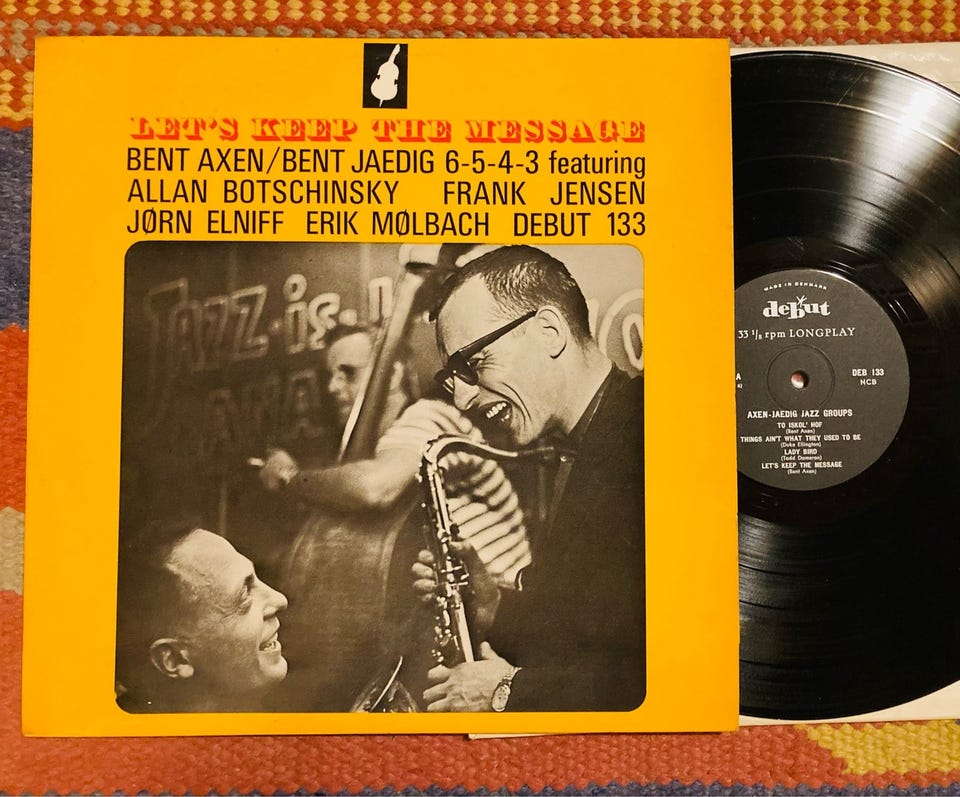 LET'S KEEP THE MESSAGE
BENT AXEN/BENT JAEDIG 6-5-4-3 featuring
ALLAN BOTSCHINSKY FRANK JENSEN
JØRN ELNIFF ERIK MØLBACH DEBUT 133
JAZZ-is.
MADE IN DENMARK
debut
33 1/3 rpm LONGPLAY
A
DEB 133
NCB
AXEN-JAEDIG JAZZ GROUPS
TO ISKOL' HOF
(Bent Axen)
THINGS AIN'T WHAT THEY USED TO BE
(Duke Ellington)
LADY BIRD
(Todd Dameron)
LET'S KEEP THE MESSAGE
(Bent Axen)